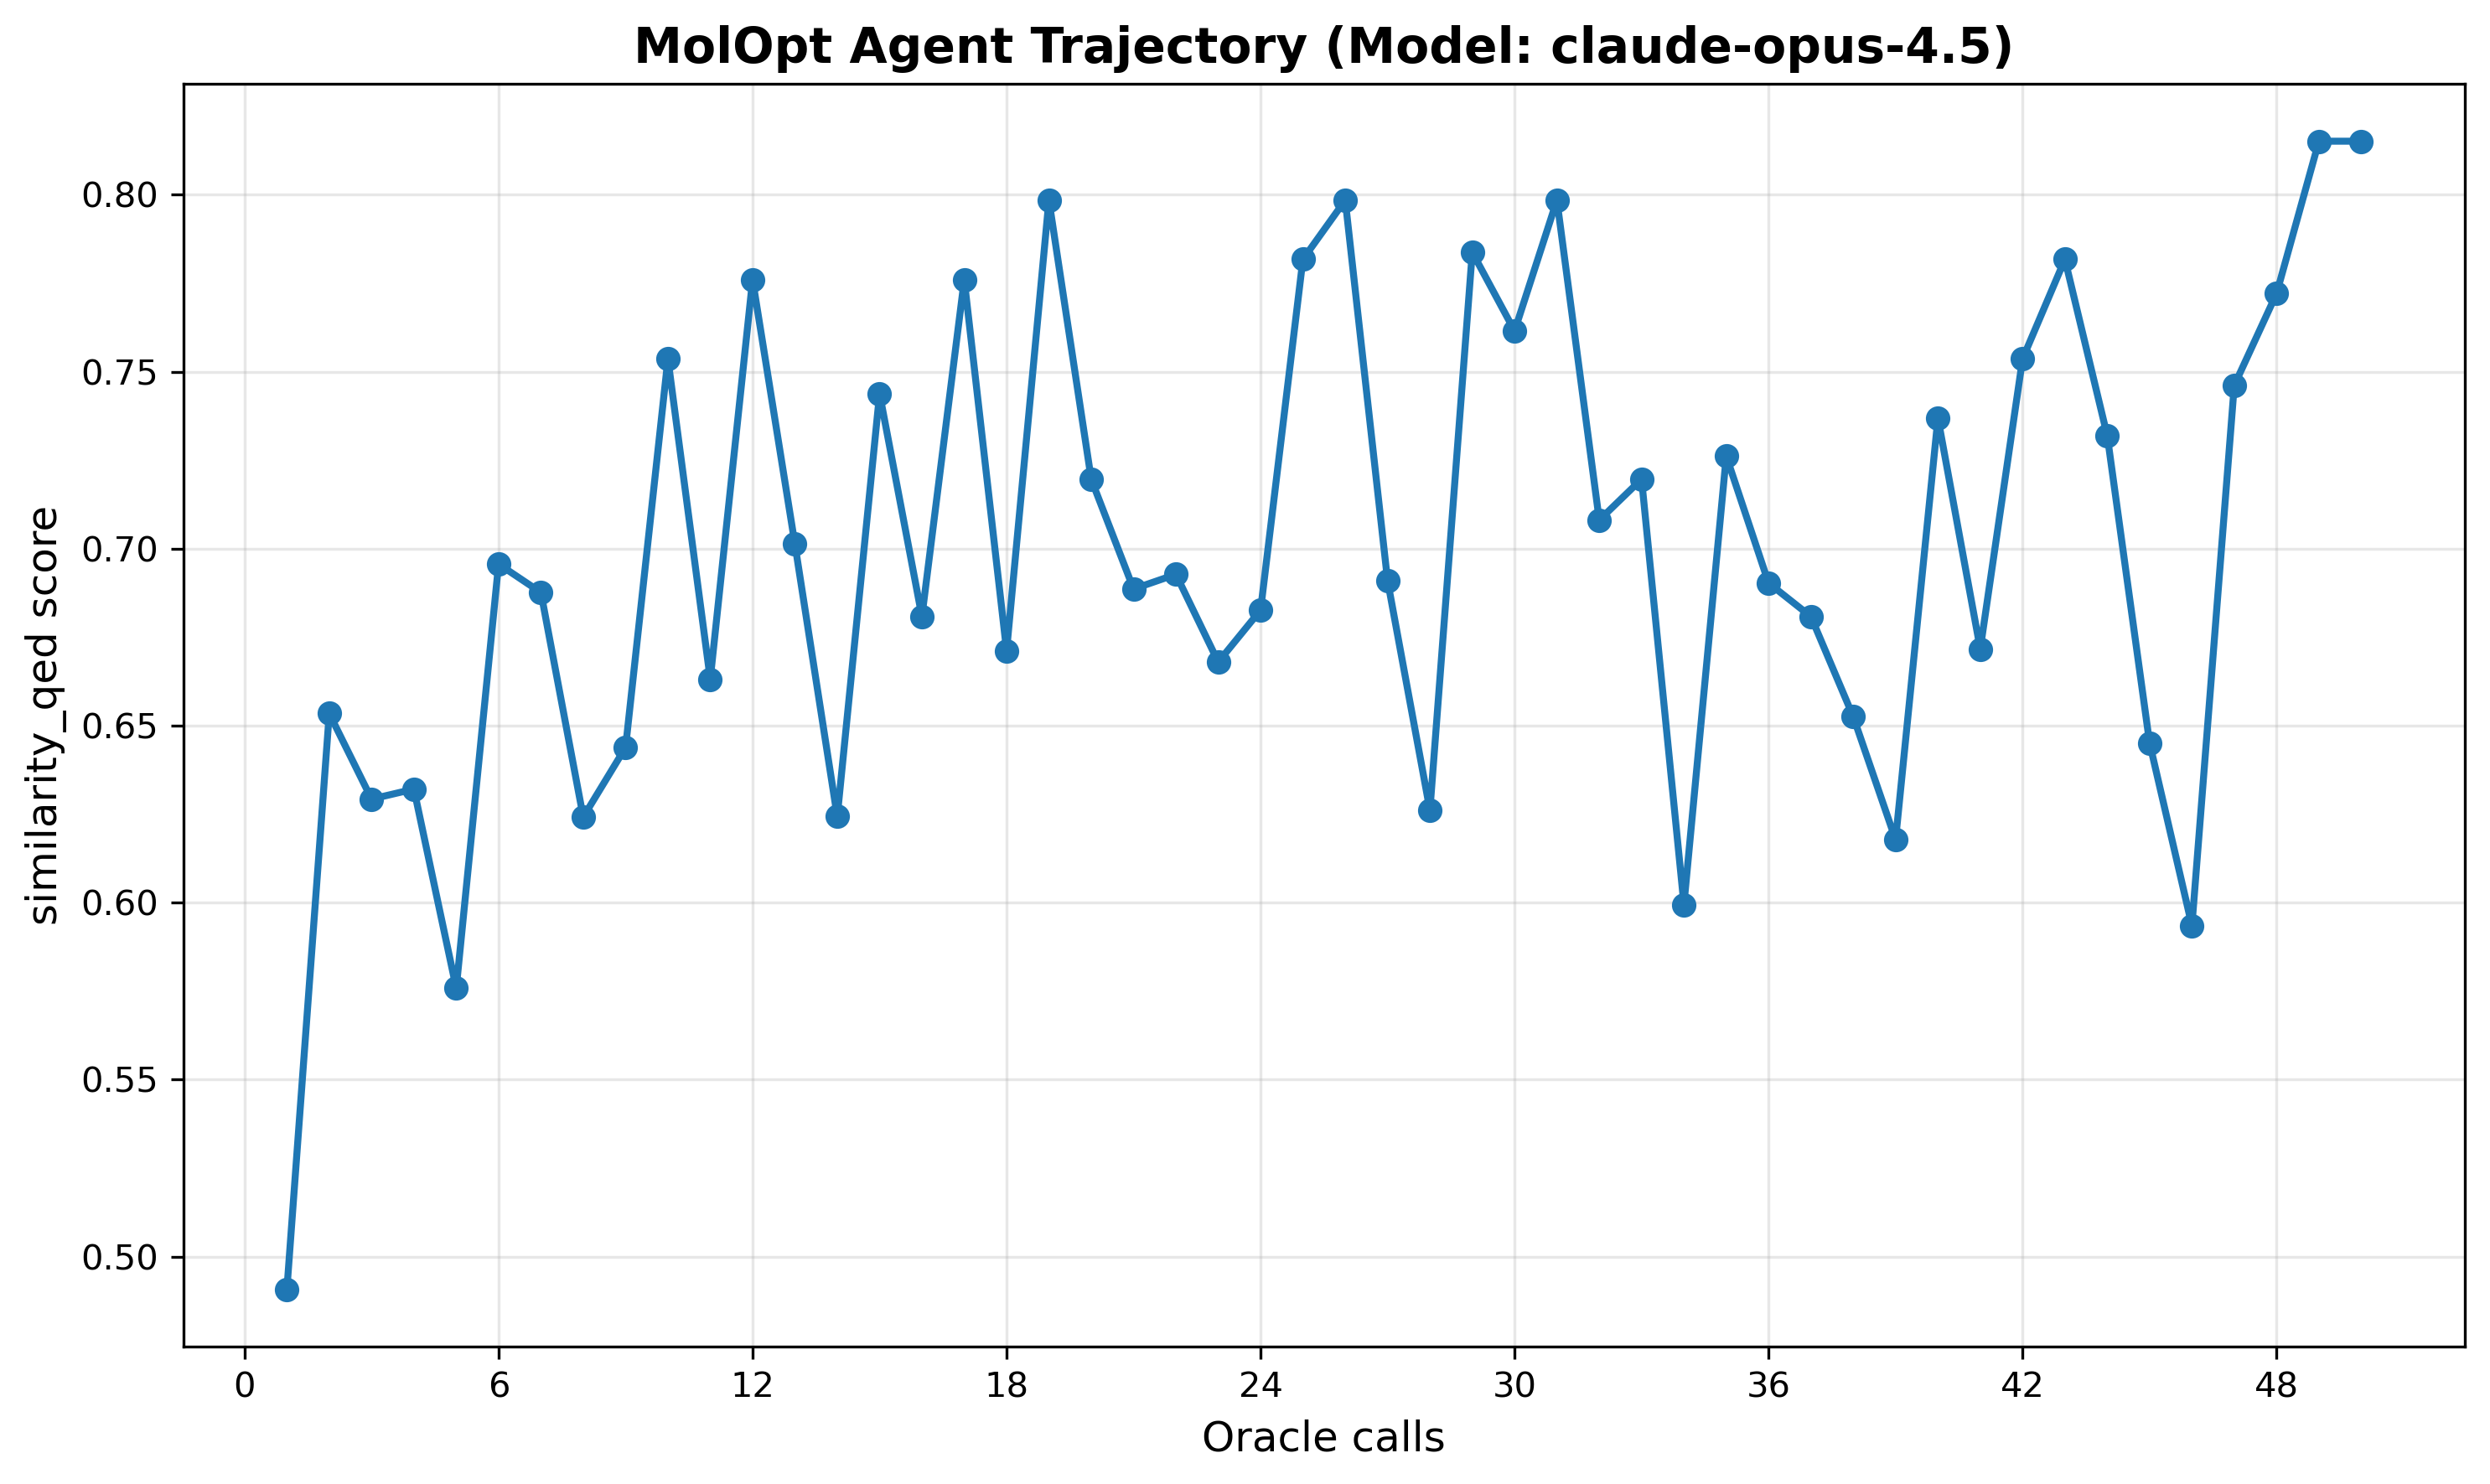 MolOpt Agent Trajectory (Model: claude-opus-4.5)
similarity_qed score
0.80
0.75
0.70
0.65
0.60
0.55
0.50
0 6 12 18 24 30 36 42 48
Oracle calls